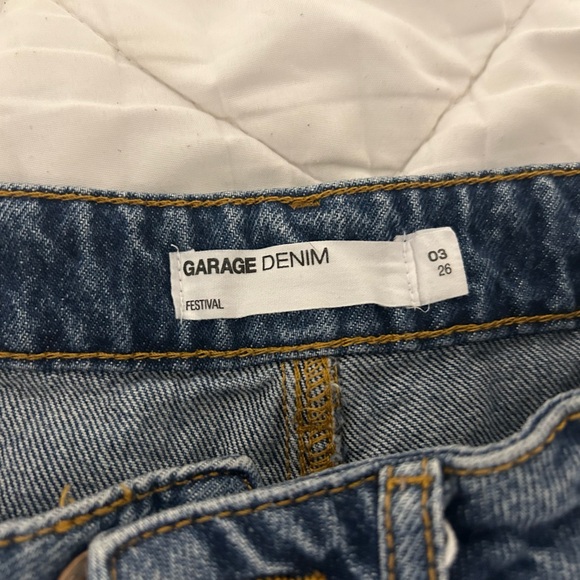 GARAGE DENIM
FESTIVAL
03
26